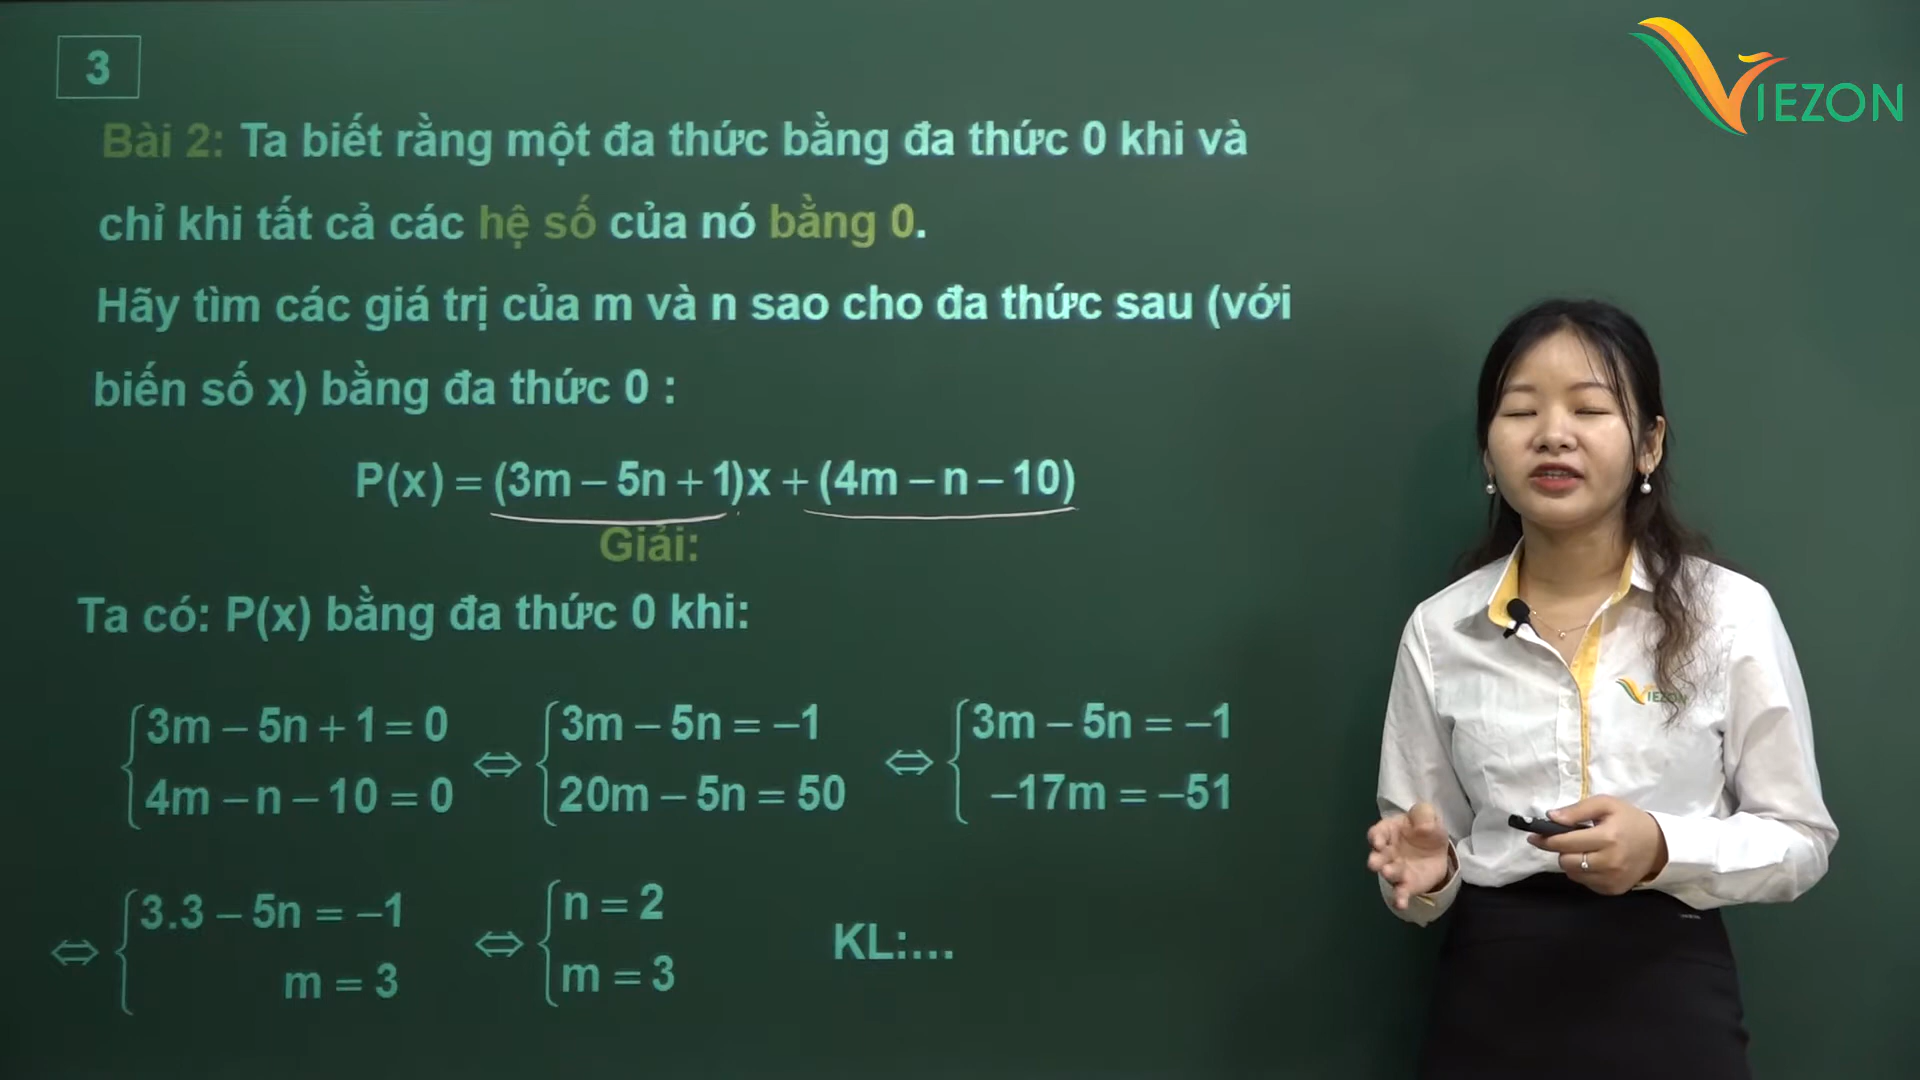 3
VIEZON
Bài 2: Ta biết rằng một đa thức bằng đa thức 0 khi và
chỉ khi tất cả các hệ số của nó bằng 0.
Hãy tìm các giá trị của m và n sao cho đa thức sau (với
biến số x) bằng đa thức 0 :
P(x) = (3m – 5n + 1)x + (4m – n – 10)
Giải:
Ta có: P(x) bằng đa thức 0 khi:
{3m – 5n + 1 = 0 ⇔ {3m – 5n = –1 ⇔ {3m – 5n = –1
4m – n – 10 = 0 20m – 5n = 50 –17m = –51
⇔ {3.3 – 5n = –1 ⇔ {n = 2
m = 3 m = 3
KL:...
VIEZON